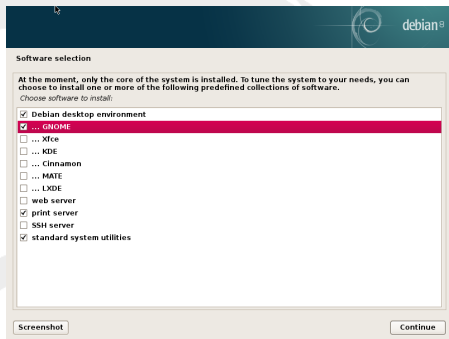 debian 8
Software selection
At the moment, only the core of the system is installed. To tune the system to your needs, you can
choose to install one or more of the following predefined collections of software.
Choose software to install:
Debian desktop environment
... GNOME
... Xfce
... KDE
... Cinnamon
... MATE
... LXDE
web server
print server
SSH server
standard system utilities
Screenshot
Continue